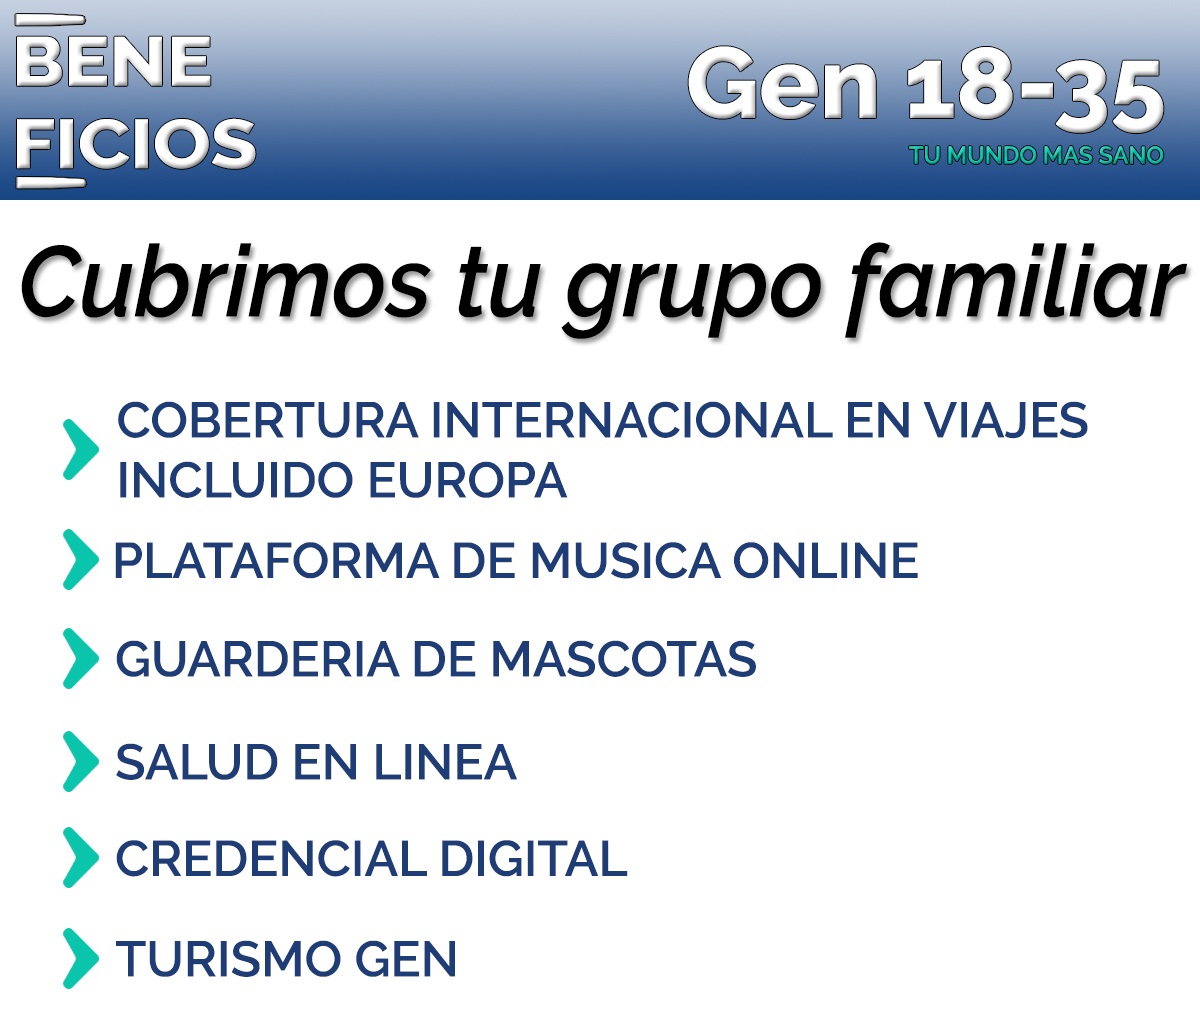 BENE
FICIOS
Gen 18-35
TU MUNDO MAS SANO
Cubrimos tu grupo familiar
COBERTURA INTERNACIONAL EN VIAJES
INCLUIDO EUROPA
PLATAFORMA DE MUSICA ONLINE
GUARDERIA DE MASCOTAS
SALUD EN LINEA
CREDENCIAL DIGITAL
TURISMO GEN